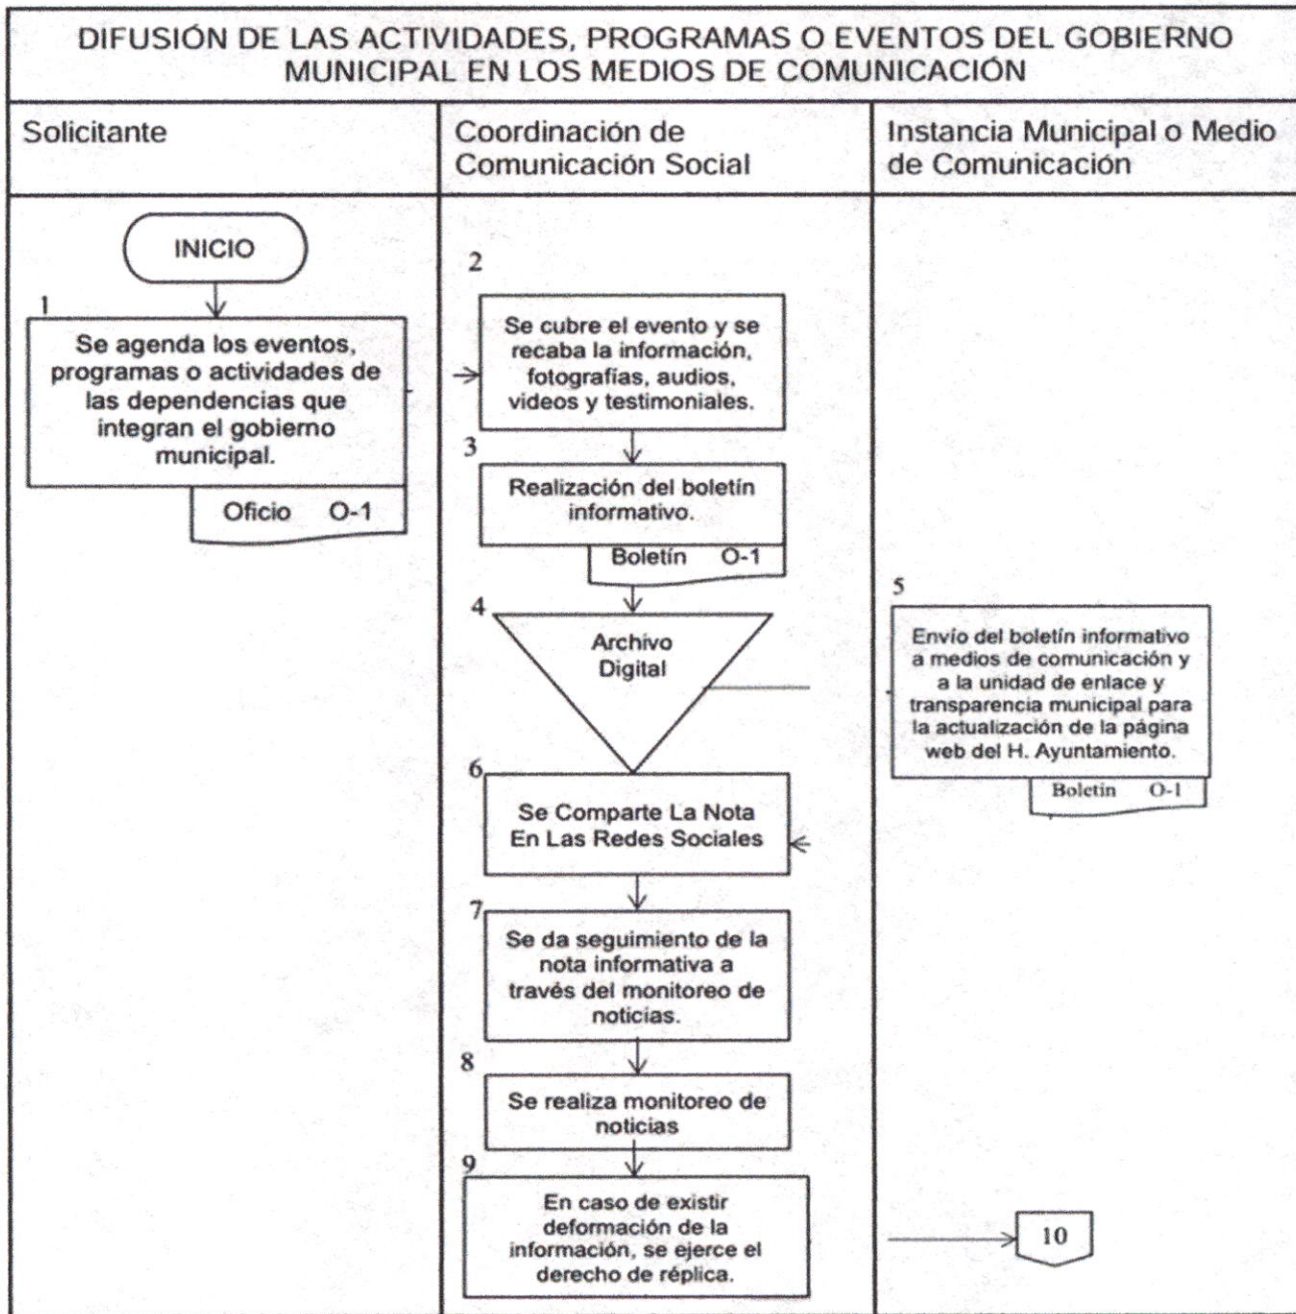 DIFUSIÓN DE LAS ACTIVIDADES, PROGRAMAS O EVENTOS DEL GOBIERNO
MUNICIPAL EN LOS MEDIOS DE COMUNICACIÓN
Solicitante
Coordinación de
Comunicación Social
Instancia Municipal o Medio
de Comunicación
INICIO
1
Se agenda los eventos,
programas o actividades de
las dependencias que
integran el gobierno
municipal.
Oficio O-1
2
Se cubre el evento y se
recaba la información,
fotografías, audios,
videos y testimoniales.
3
Realización del boletín
informativo.
Boletín O-1
4
Archivo
Digital
5
Envío del boletín informativo
a medios de comunicación y
a la unidad de enlace y
transparencia municipal para
la actualización de la página
web del H. Ayuntamiento.
Boletin O-1
6
Se Comparte La Nota
En Las Redes Sociales
7
Se da seguimiento de la
nota informativa a
través del monitoreo de
noticias.
8
Se realiza monitoreo de
noticias
9
En caso de existir
deformación de la
información, se ejerce el
derecho de réplica.
10